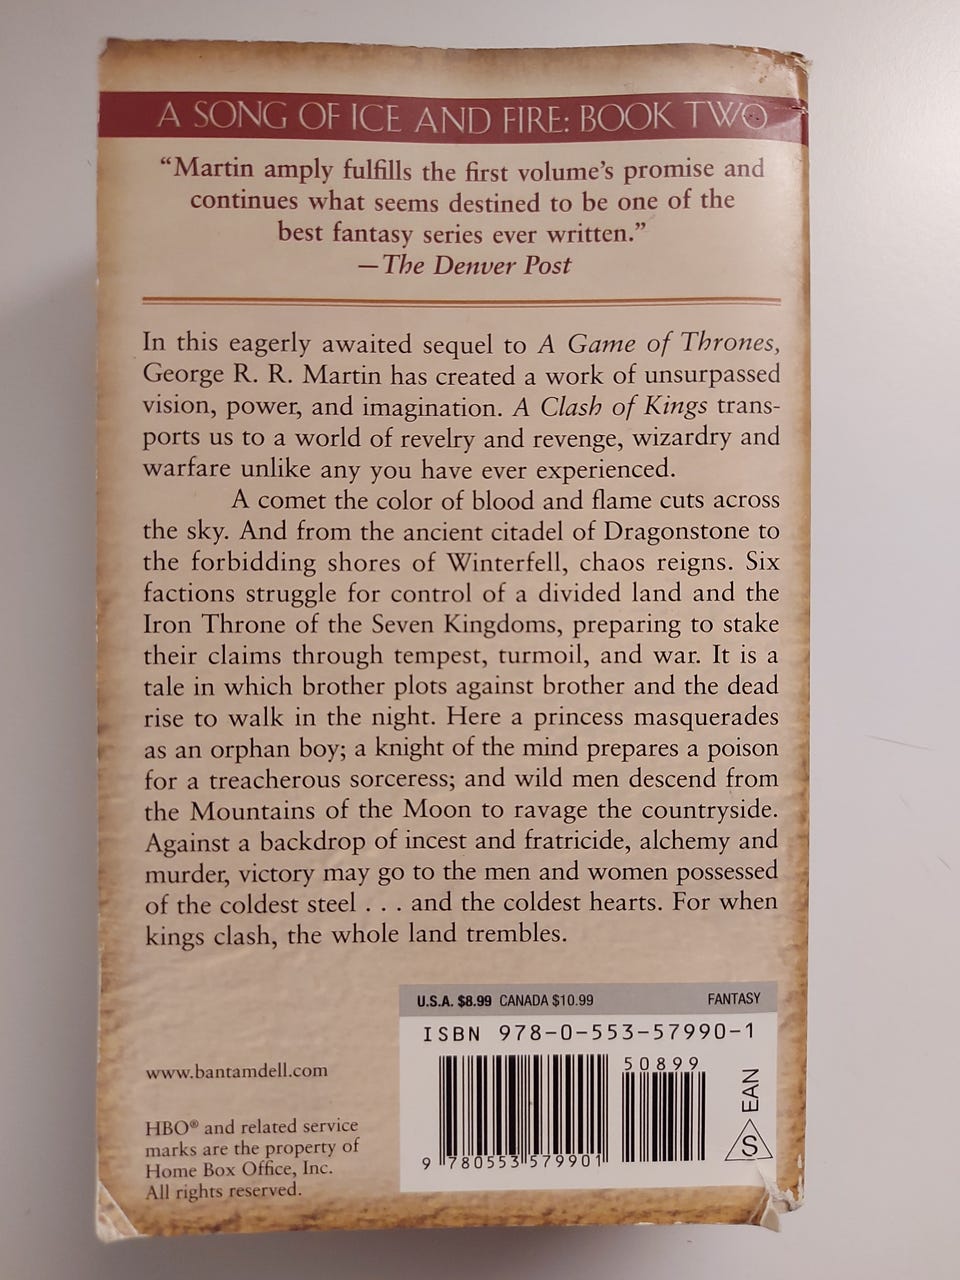 A SONG OF ICE AND FIRE: BOOK TWO
“Martin amply fulfills the first volume’s promise and
continues what seems destined to be one of the
best fantasy series ever written.”
—The Denver Post
In this eagerly awaited sequel to A Game of Thrones,
George R. R. Martin has created a work of unsurpassed
vision, power, and imagination. A Clash of Kings trans-
ports us to a world of revelry and revenge, wizardry and
warfare unlike any you have ever experienced.
A comet the color of blood and flame cuts across
the sky. And from the ancient citadel of Dragonstone to
the forbidding shores of Winterfell, chaos reigns. Six
factions struggle for control of a divided land and the
Iron Throne of the Seven Kingdoms, preparing to stake
their claims through tempest, turmoil, and war. It is a
tale in which brother plots against brother and the dead
rise to walk in the night. Here a princess masquerades
as an orphan boy; a knight of the mind prepares a poison
for a treacherous sorceress; and wild men descend from
the Mountains of the Moon to ravage the countryside.
Against a backdrop of incest and fratricide, alchemy and
murder, victory may go to the men and women possessed
of the coldest steel . . . and the coldest hearts. For when
kings clash, the whole land trembles.
U.S.A. $8.99 CANADA $10.99 FANTASY
ISBN 978-0-553-57990-1
50899
9 780553 579901
EAN
S
www.bantamdell.com
HBO® and related service
marks are the property of
Home Box Office, Inc.
All rights reserved.